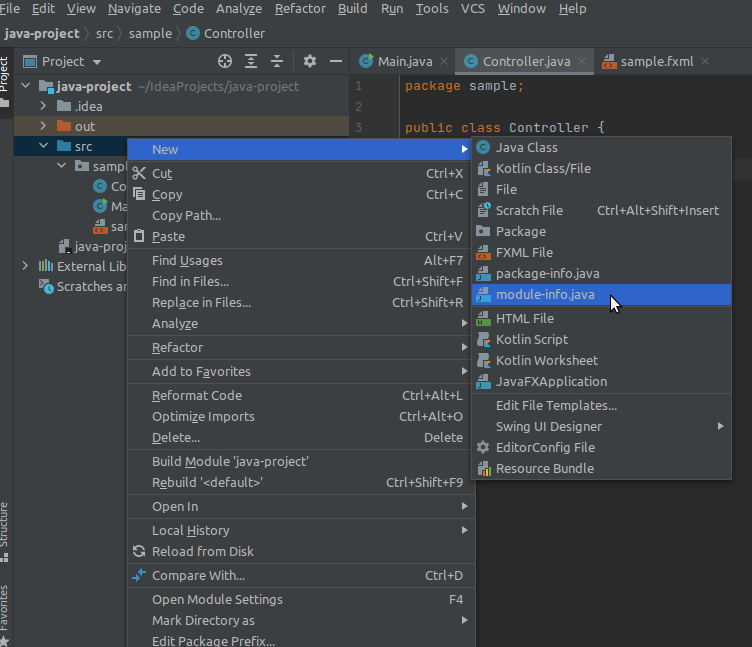 File Edit View Navigate Code Analyze Refactor Build Run Tools VCS Window Help
java-project src sample Controller
Project
Project
Main.java
Controller.java
sample.fxml
java-project ~/IdeaProjects/java-project
.idea
out
src
samp
Co
Ma
sa
java-proj
External Lib
Scratches an
1 package sample;
2
3 public class Controller {
New
Cut Ctrl+X
Copy Ctrl+C
Copy Path...
Paste Ctrl+V
Find Usages Alt+F7
Find in Files... Ctrl+Shift+F
Replace in Files... Ctrl+Shift+R
Analyze
Refactor
Add to Favorites
Reformat Code Ctrl+Alt+L
Optimize Imports Ctrl+Alt+O
Delete... Delete
Build Module 'java-project'
Rebuild '<default>' Ctrl+Shift+F9
Open In
Local History
Reload from Disk
Compare With... Ctrl+D
Open Module Settings F4
Mark Directory as
Edit Package Prefix...
Java Class
Kotlin Class/File
File
Scratch File Ctrl+Alt+Shift+Insert
Package
FXML File
package-info.java
module-info.java
HTML File
Kotlin Script
Kotlin Worksheet
JavaFXApplication
Edit File Templates...
Swing UI Designer
EditorConfig File
Resource Bundle
Structure
Favorites